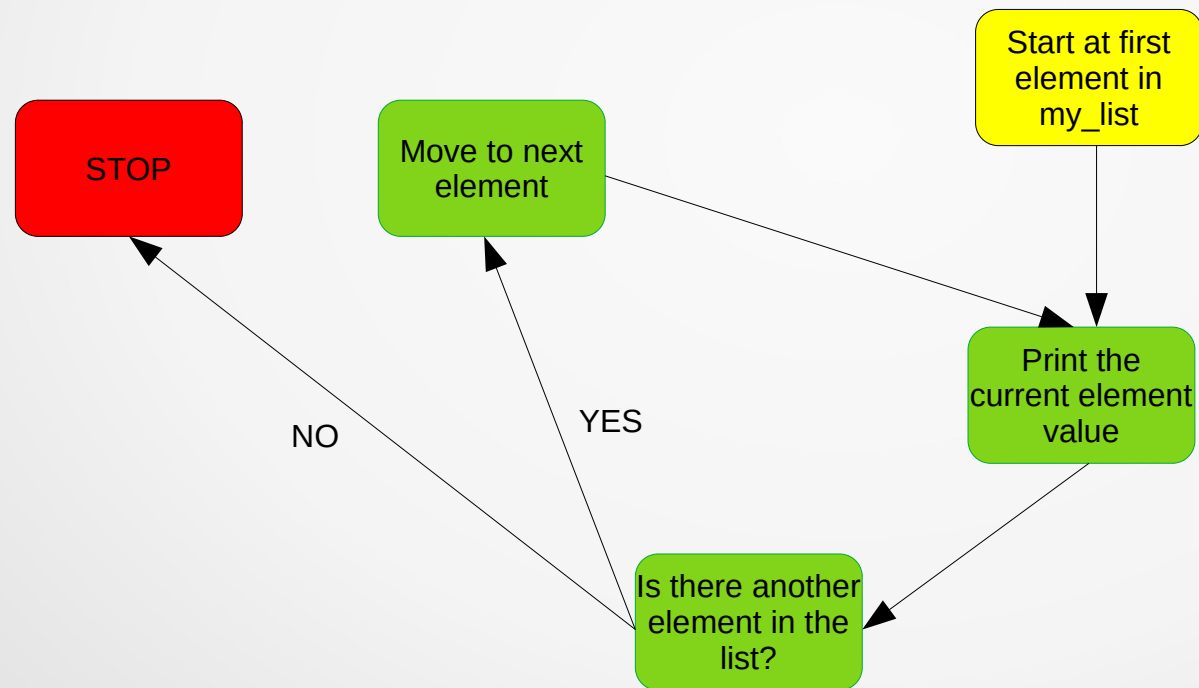 Start at first
element in
my_list
STOP
Move to next
element
Print the
current element
value
NO
YES
Is there another
element in the
list?